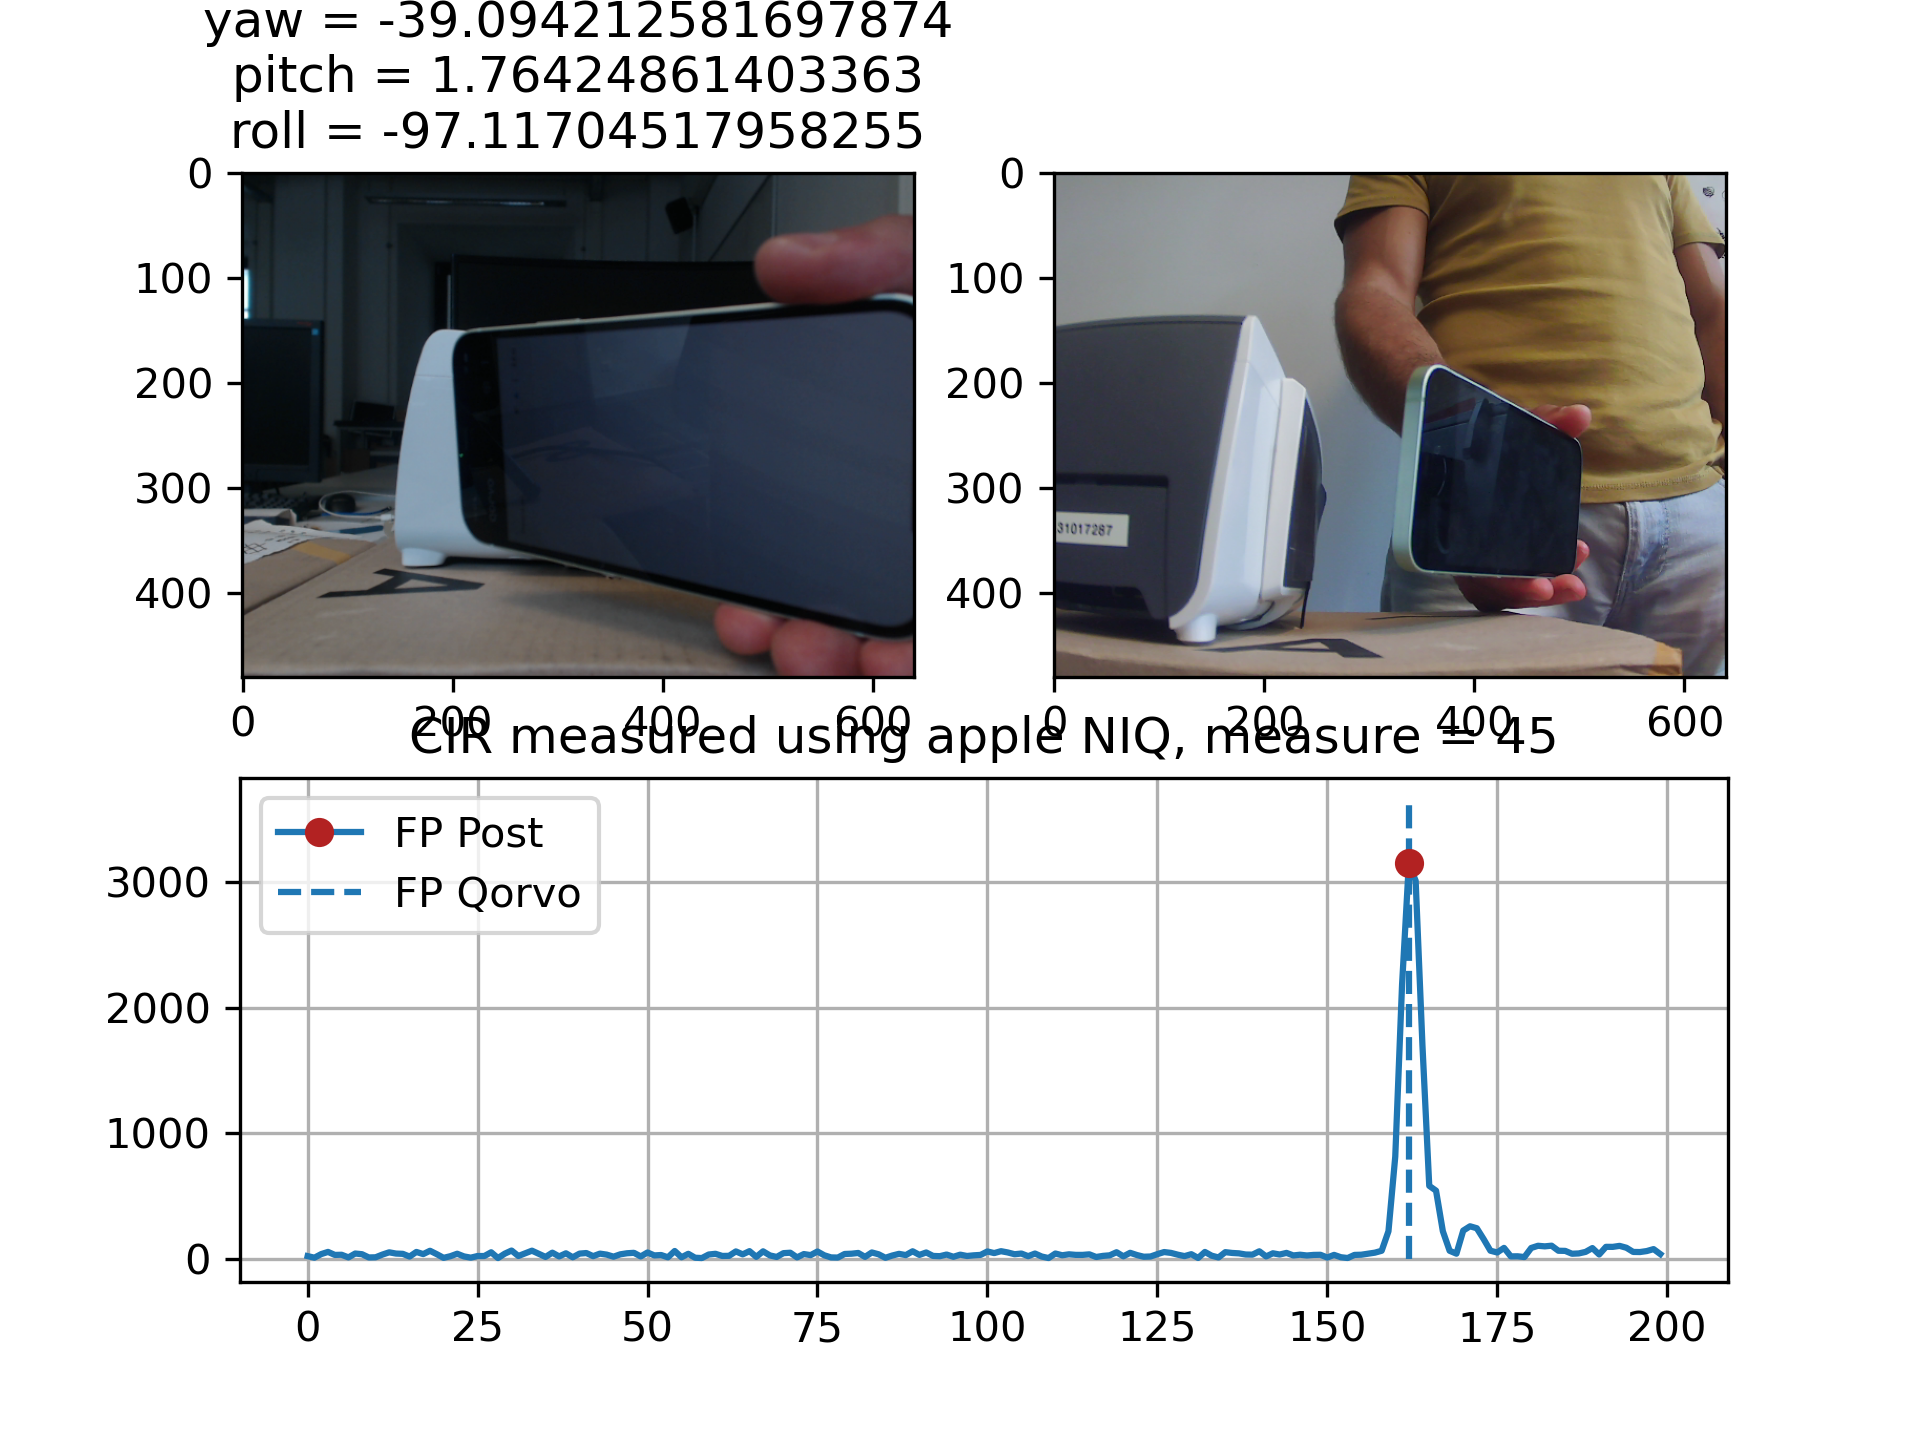 yaw = -39.094212581697874
pitch = 1.76424861403363
roll = -97.11704517958255
0
100
200
300
400
0 200 400 600
0
100
200
300
400
31017287
A
0 200 400 600
CIR measured using apple NIQ, measure = 45
FP Post
FP Qorvo
3000
2000
1000
0
0 25 50 75 100 125 150 175 200